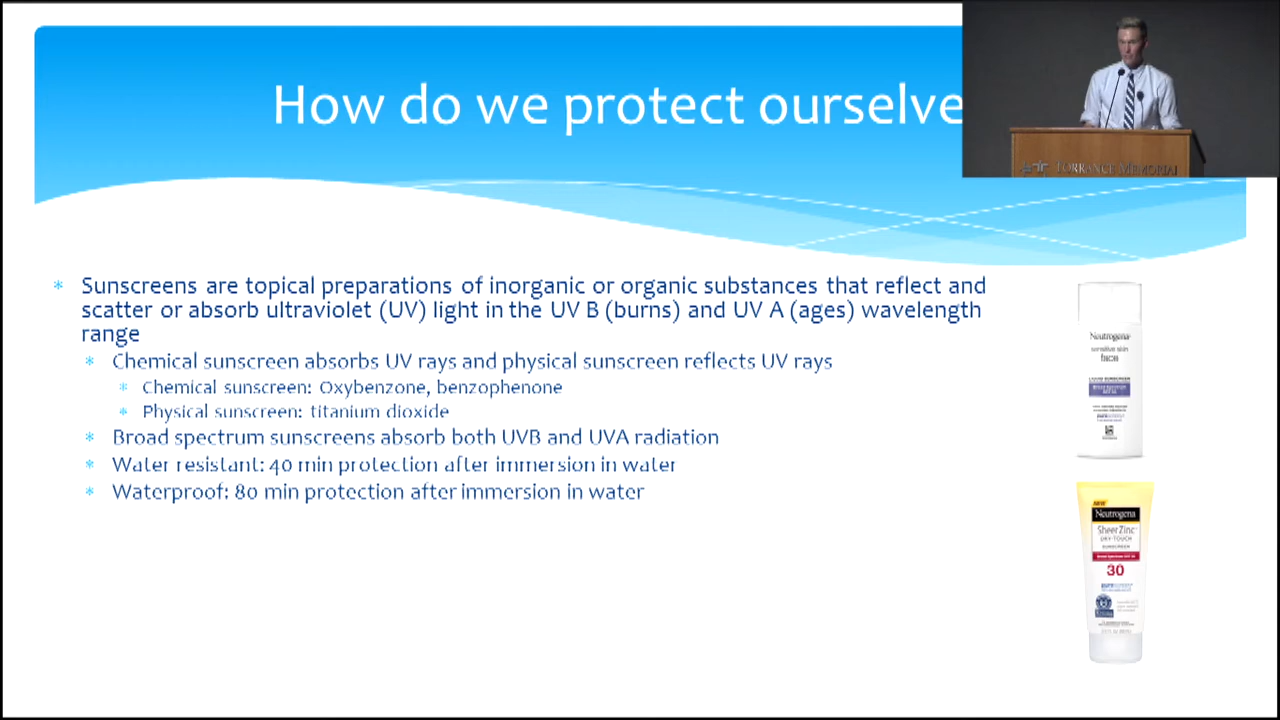 How do we protect ourselve
TORRANCE MEMORIAL
* Sunscreens are topical preparations of inorganic or organic substances that reflect and
scatter or absorb ultraviolet (UV) light in the UV B (burns) and UV A (ages) wavelength
range
* Chemical sunscreen absorbs UV rays and physical sunscreen reflects UV rays
* Chemical sunscreen: Oxybenzone, benzophenone
* Physical sunscreen: titanium dioxide
* Broad spectrum sunscreens absorb both UVB and UVA radiation
* Water resistant: 40 min protection after immersion in water
* Waterproof: 80 min protection after immersion in water
Neutrogena
sensitive skin
face
NEW
Neutrogena
SheerZinc
DRY-TOUCH
SUNSCREEN
30